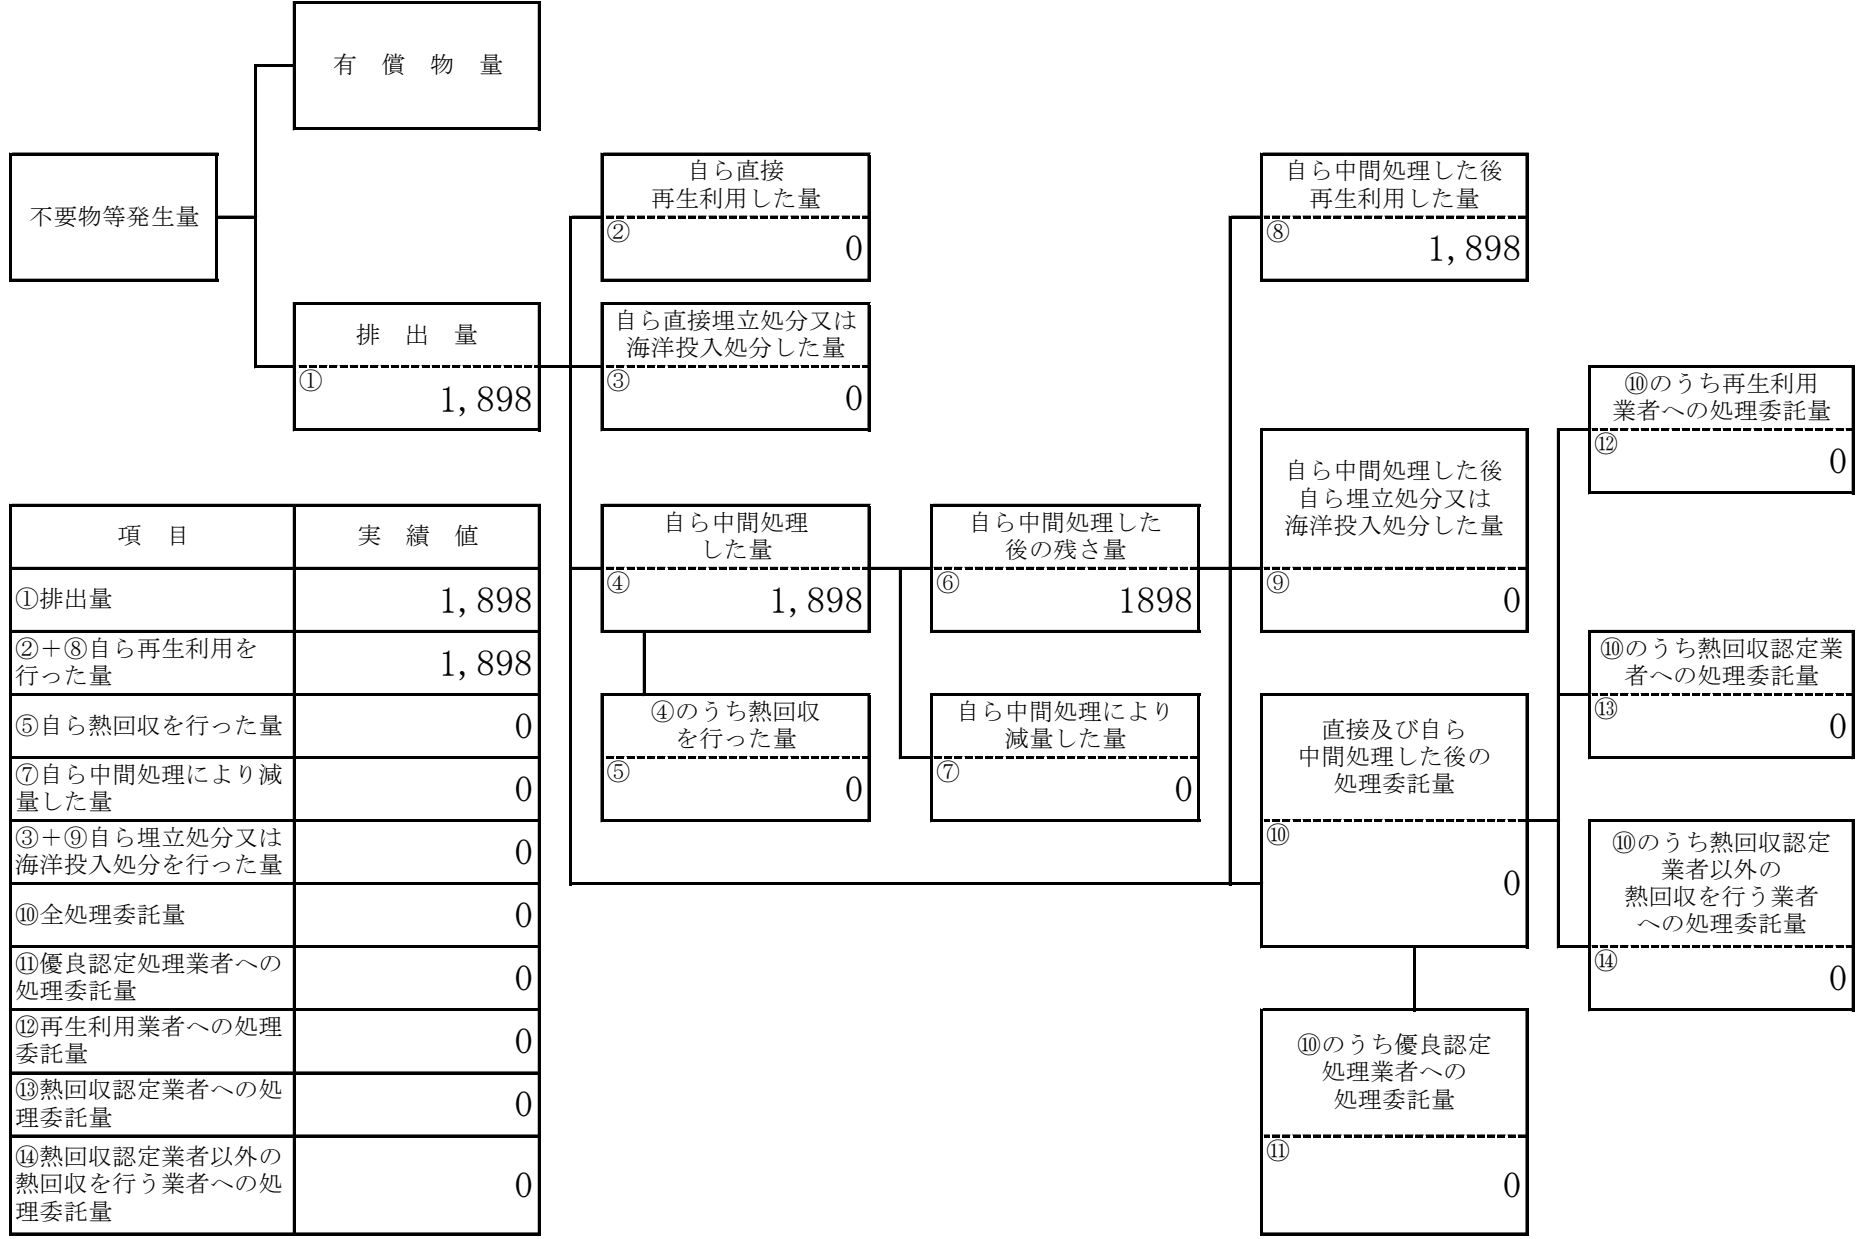 有　償　物　量
不要物等発生量
排　出　量
①
1,898
自ら直接
再生利用した量
②
0
自ら直接埋立処分又は
海洋投入処分した量
③
0
自ら中間処理
した量
④
1,898
④のうち熱回収
を行った量
⑤
0
自ら中間処理した
後の残さ量
⑥
1898
自ら中間処理により
減量した量
⑦
0
自ら中間処理した後
再生利用した量
⑧
1,898
自ら中間処理した後
自ら埋立処分又は
海洋投入処分した量
⑨
0
直接及び自ら
中間処理した後の
処理委託量
⑩
0
⑩のうち優良認定
処理業者への
処理委託量
⑪
0
⑩のうち再生利用
業者への処理委託量
⑫
0
⑩のうち熱回収認定業
者への処理委託量
⑬
0
⑩のうち熱回収認定
業者以外の
熱回収を行う業者
への処理委託量
⑭
0
項　目　実　績　値
①排出量 1,898
②＋⑧自ら再生利用を
行った量 1,898
⑤自ら熱回収を行った量 0
⑦自ら中間処理により減
量した量 0
③＋⑨自ら埋立処分又は
海洋投入処分を行った量 0
⑩全処理委託量 0
⑪優良認定処理業者への
処理委託量 0
⑫再生利用業者への処理
委託量 0
⑬熱回収認定業者への処
理委託量 0
⑭熱回収認定業者以外の
熱回収を行う業者への処
理委託量 0